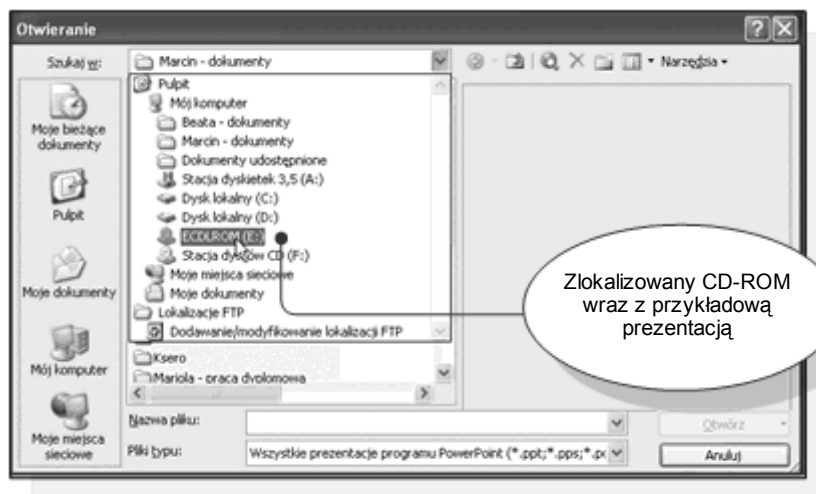 Otwieranie
Szukaj w:
Marcin - dokumenty
Narzędzia
Moje bieżące
dokumenty
Pulpit
Moje dokumenty
Mój komputer
Moje miejsca
sieciowe
Pulpit
Mój komputer
Beata - dokumenty
Marcin - dokumenty
Dokumenty udostępnione
Stacja dyskietek 3,5 (A:)
Dysk lokalny (C:)
Dysk lokalny (D:)
ECDLROM (E:)
Stacja dysków CD (F:)
Moje miejsca sieciowe
Moje dokumenty
Lokalizacje FTP
Dodawanie/modyfikowanie lokalizacji FTP
Ksero
Mariola - praca dyplomowa
Zlokalizowany CD-ROM
wraz z przykładową
prezentacją
Nazwa pliku:
Otwórz
Pliki typu:
Wszystkie prezentacje programu PowerPoint (*.ppt;*.pps;*.po
Anuluj